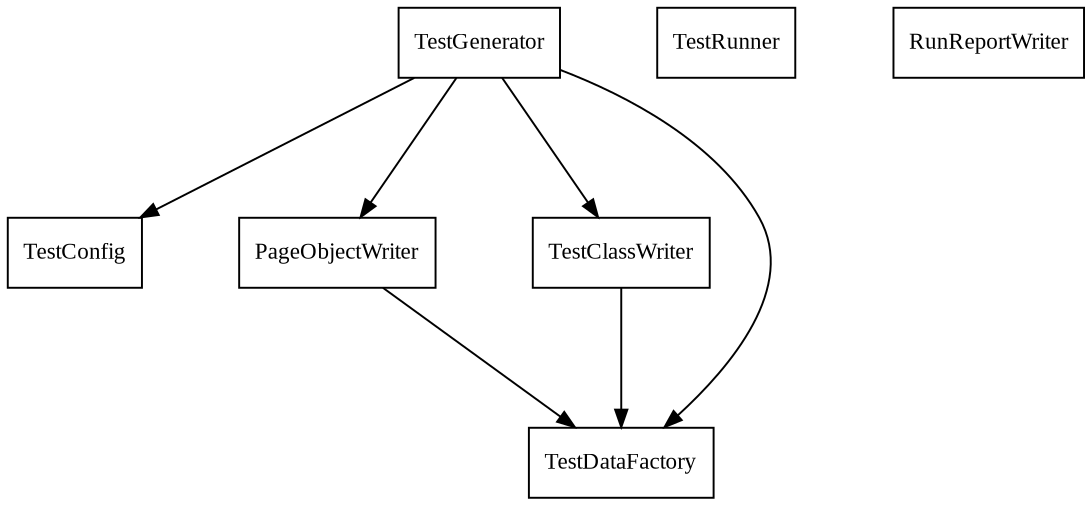 TestGenerator
TestRunner
RunReportWriter
TestConfig
PageObjectWriter
TestClassWriter
TestDataFactory